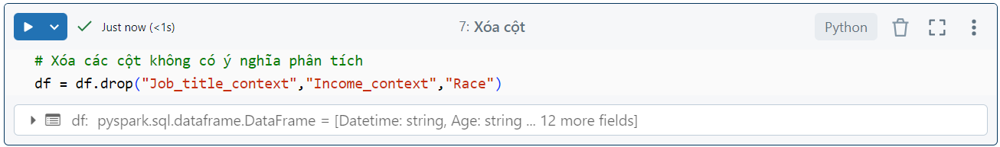 Just now (<1s)
7: Xóa cột
Python
# Xóa các cột không có ý nghĩa phân tích
df = df.drop("Job_title_context","Income_context","Race")
df: pyspark.sql.dataframe.DataFrame = [Datetime: string, Age: string ... 12 more fields]